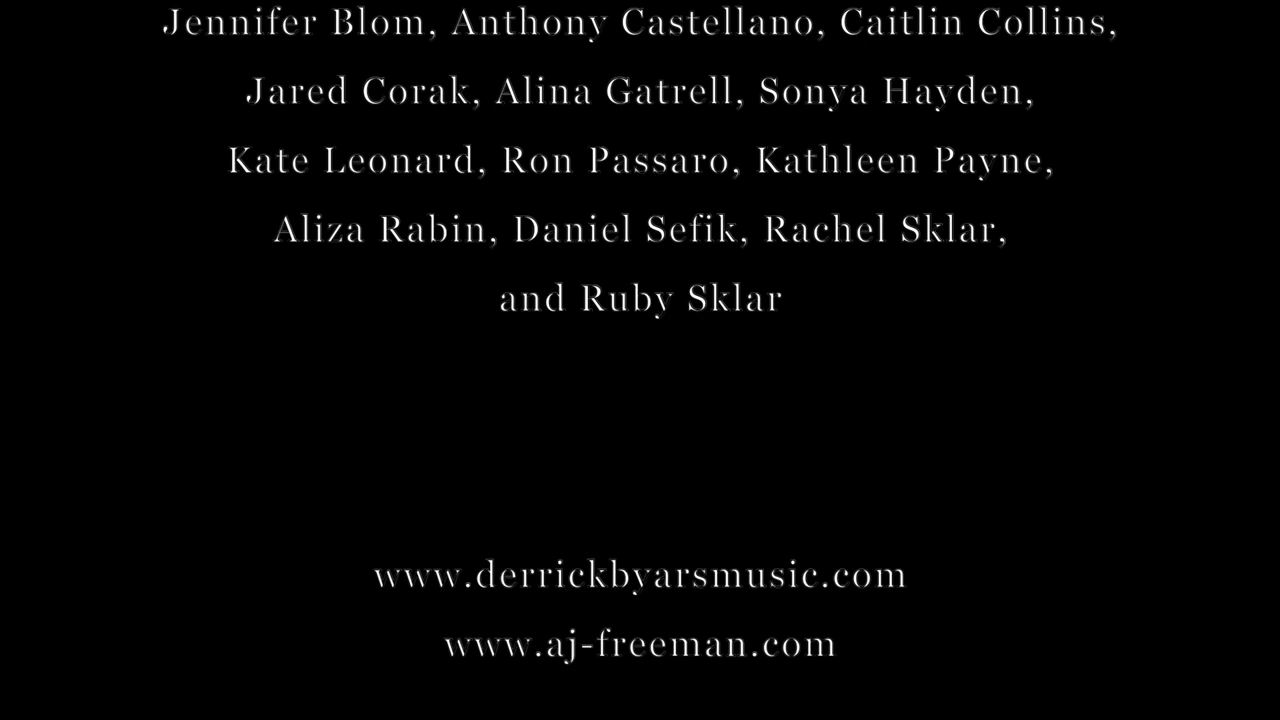 Jennifer Blom, Anthony Castellano, Caitlin Collins,
Jared Corak, Alina Gatrell, Sonya Hayden,
Kate Leonard, Ron Passaro, Kathleen Payne,
Aliza Rabin, Daniel Sefik, Rachel Sklar,
and Ruby Sklar
www.derrickbyarsmusic.com
www.aj-freeman.com